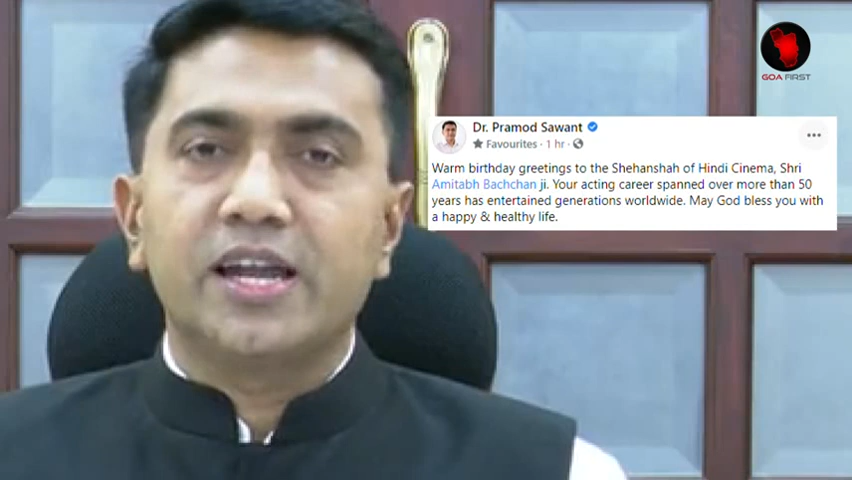 GOA FIRST
Dr. Pramod Sawant
Favourites · 1 hr ·
Warm birthday greetings to the Shehanshah of Hindi Cinema, Shri
Amitabh Bachchan ji. Your acting career spanned over more than 50
years has entertained generations worldwide. May God bless you with
a happy & healthy life.